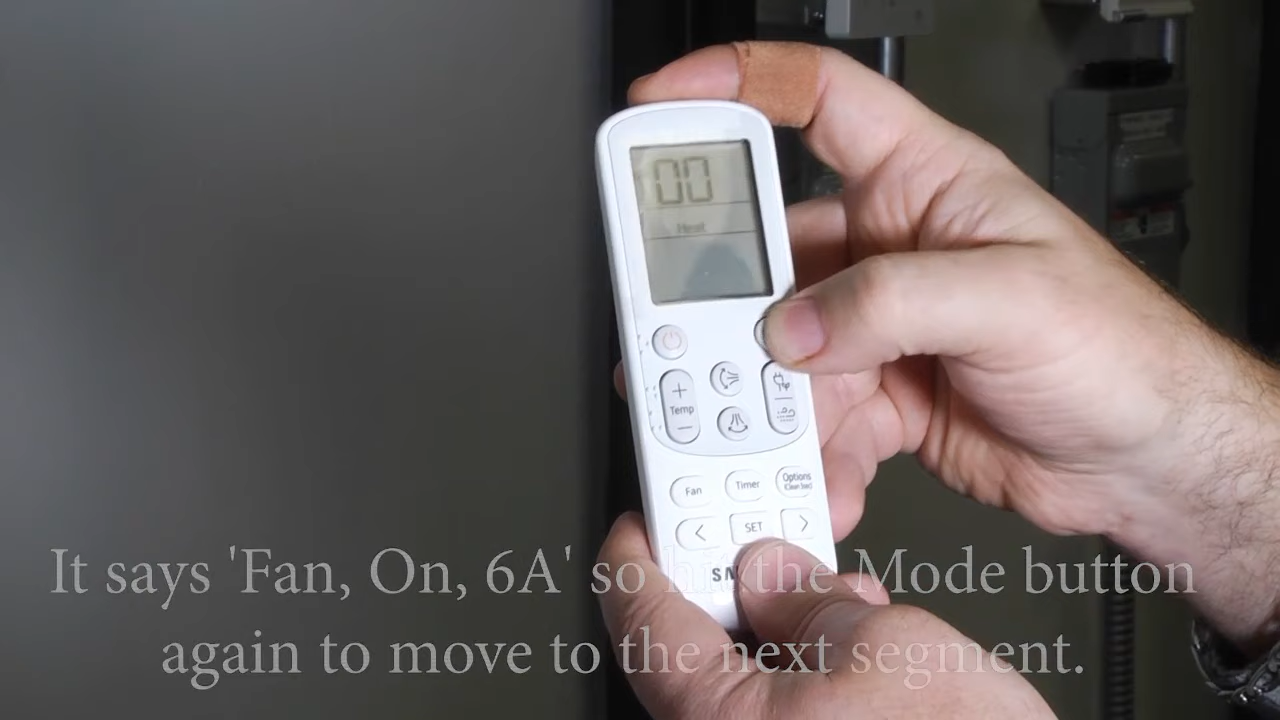 00
Heat
+
Temp
−
Fan
Timer
Options
(Clean
<
SET
>
It says 'Fan, On, 6A' so hit the Mode button
again to move to the next segment.